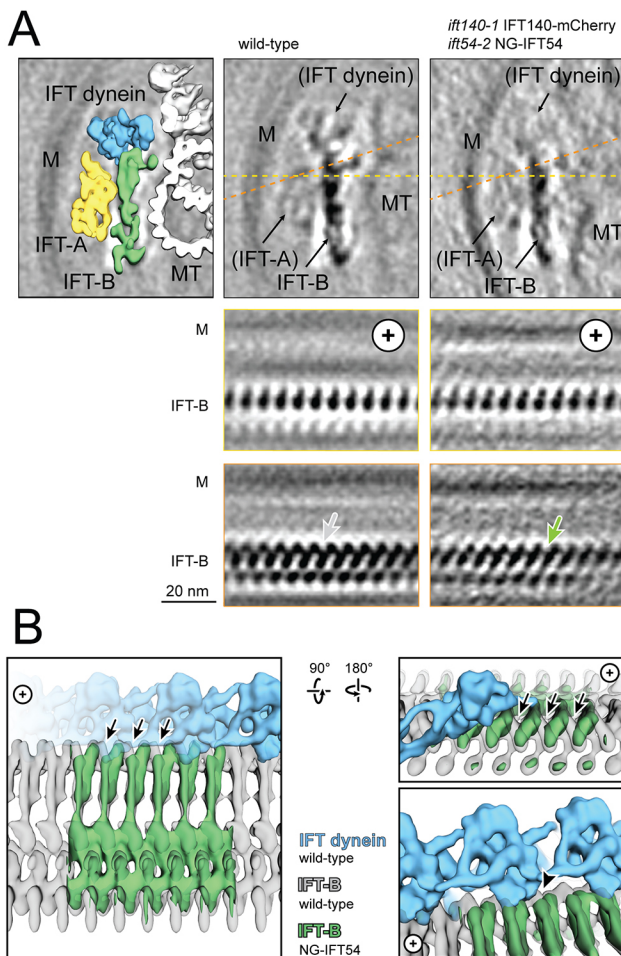 A
wild-type
ift140-1 IFT140-mCherry
ift54-2 NG-IFT54
IFT dynein
M
IFT-A
IFT-B
MT
(IFT dynein)
M
MT
(IFT-A)
IFT-B
(IFT dynein)
M
MT
(IFT-A)
IFT-B
M
+
+
IFT-B
M
IFT-B
20 nm
B
+
90° 180°
+
IFT dynein
wild-type
IFT-B
wild-type
IFT-B
NG-IFT54
+